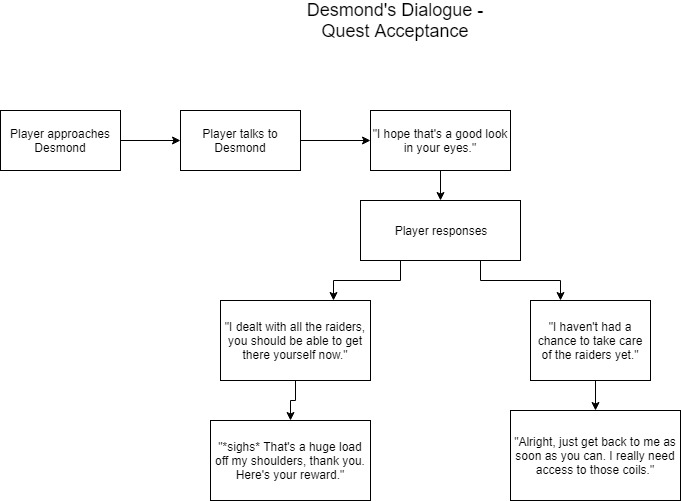 Desmond's Dialogue -
Quest Acceptance
Player approaches
Desmond
Player talks to
Desmond
"I hope that's a good look
in your eyes."
Player responses
"I dealt with all the raiders,
you should be able to get
there yourself now."
"I haven't had a
chance to take care
of the raiders yet."
"*sighs* That's a huge load
off my shoulders, thank you.
Here's your reward."
"Alright, just get back to me as
soon as you can. I really need
access to those coils."